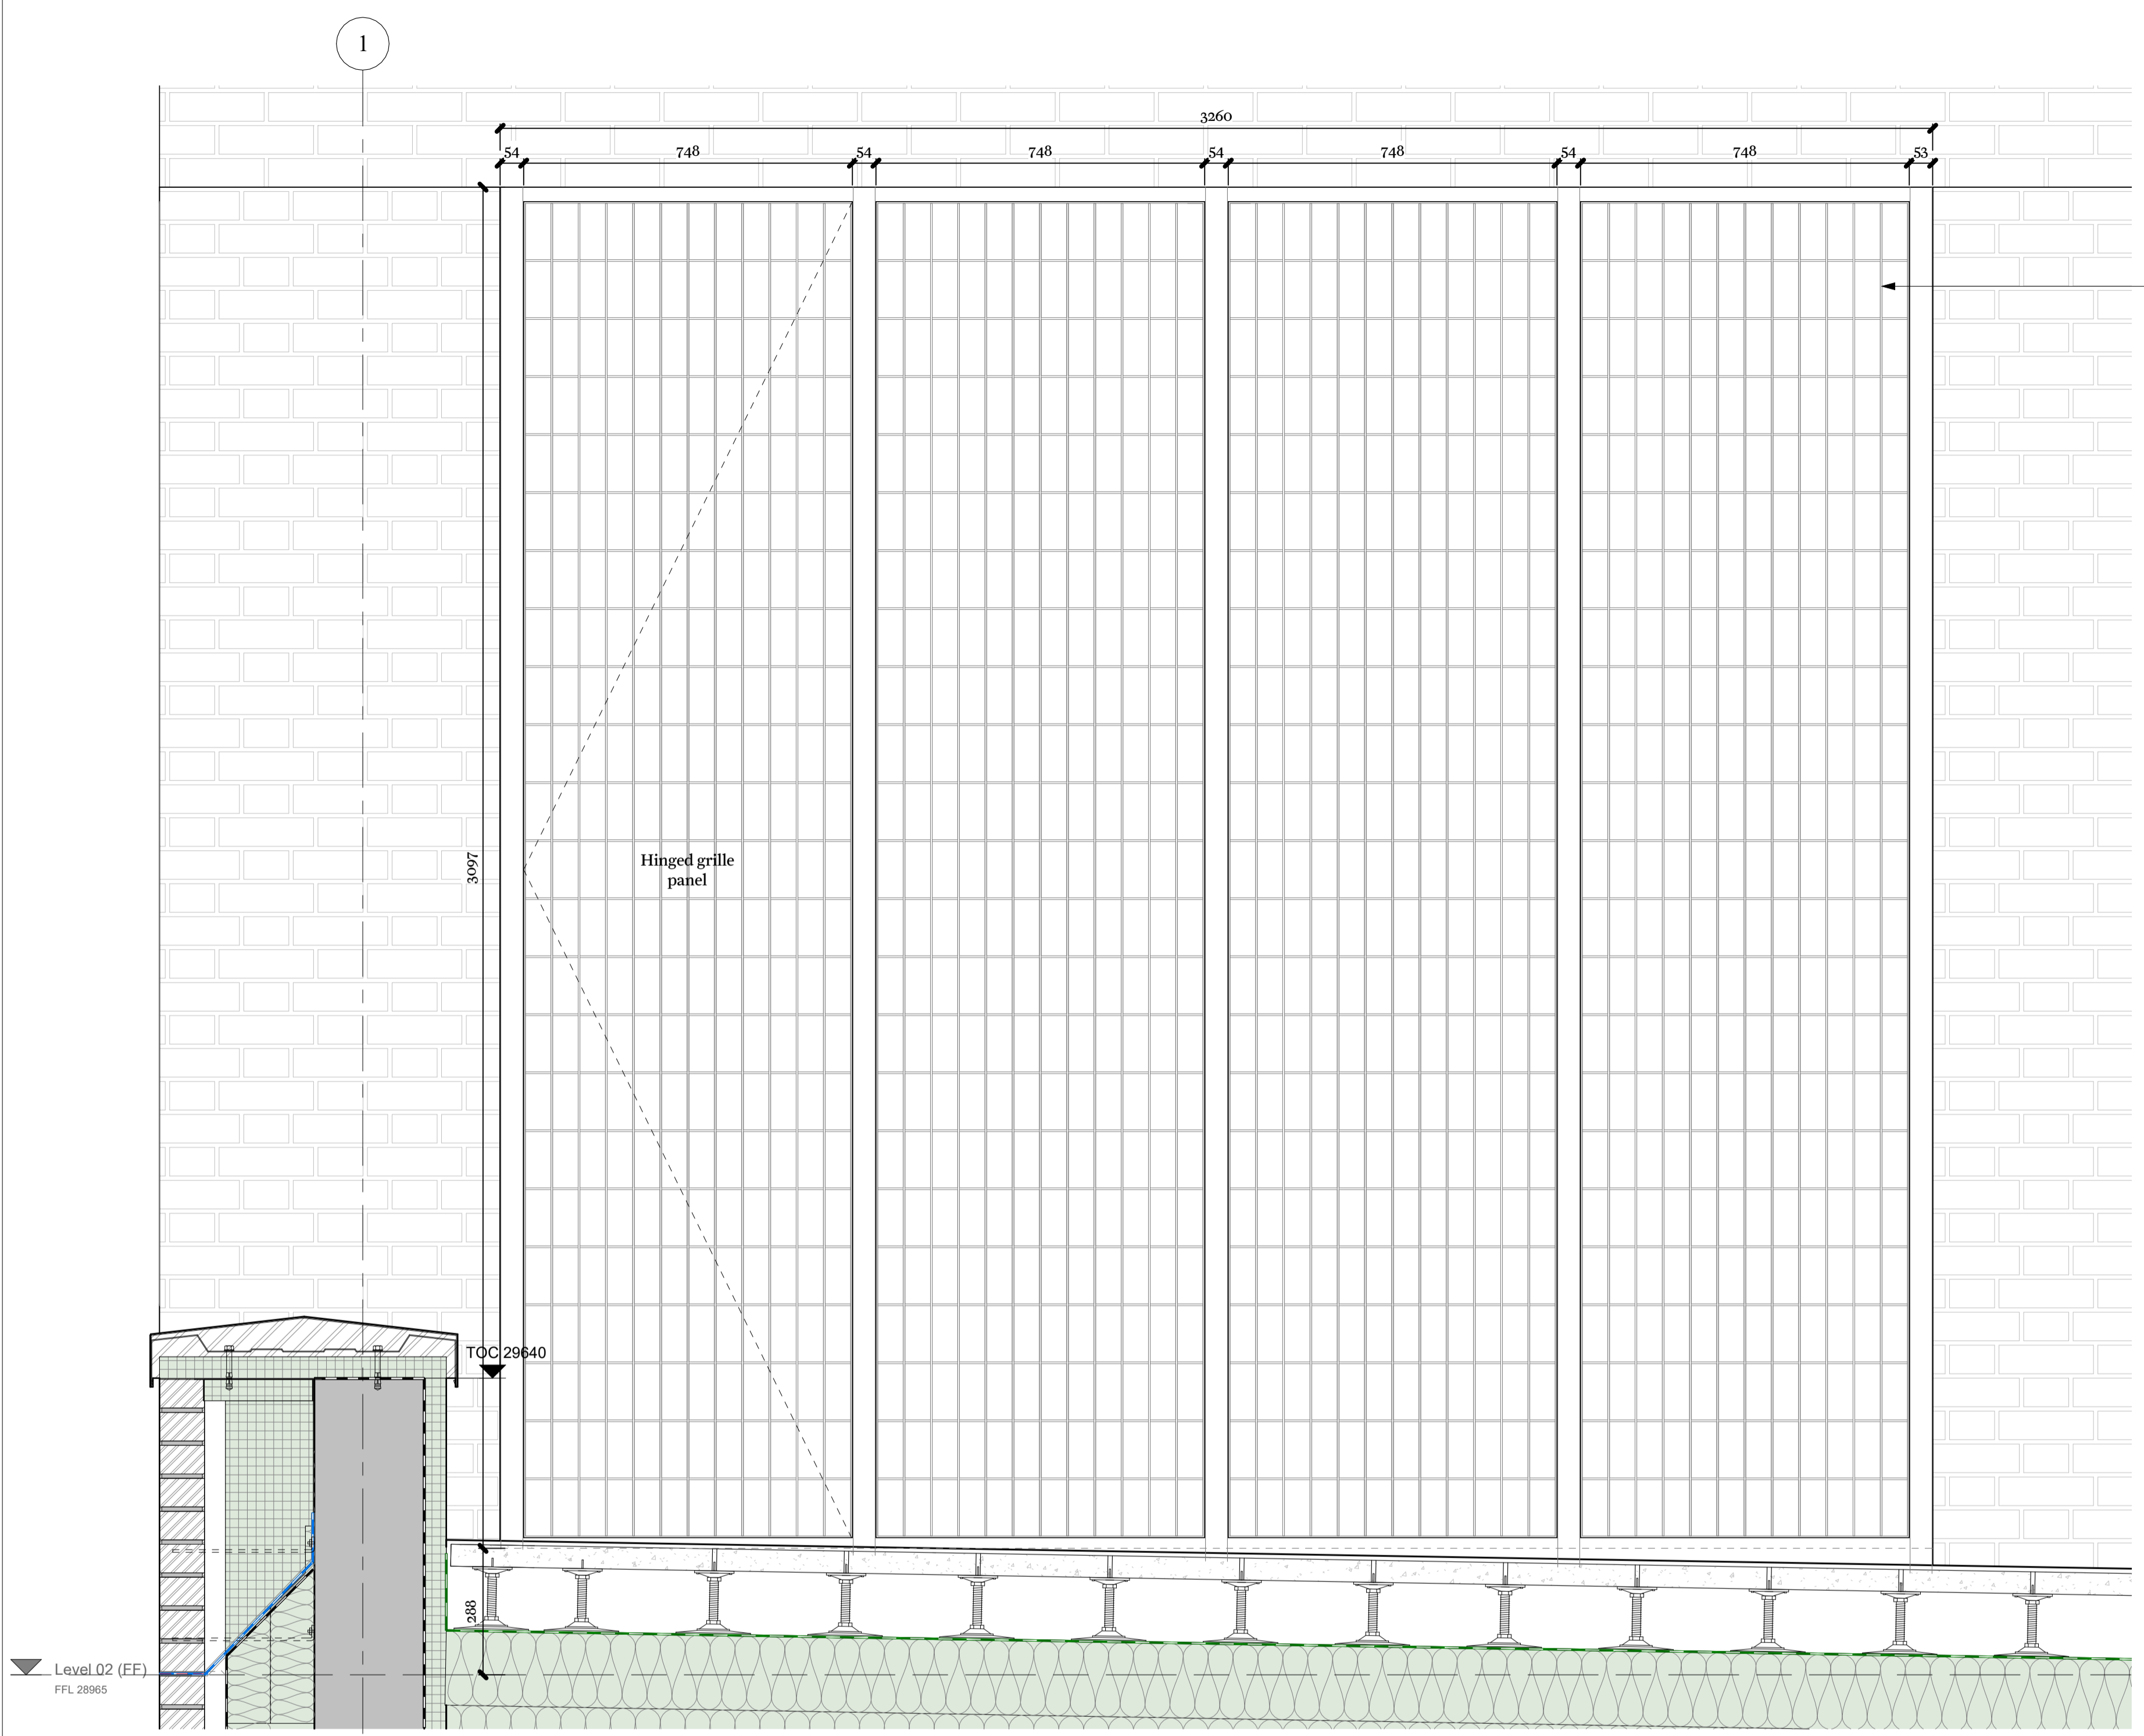 1
3260
54 748 54 748 54 748 54 748 53
3097
Hinged grille
panel
TOC 29640
288
Level 02 (FF)
FFL 28965